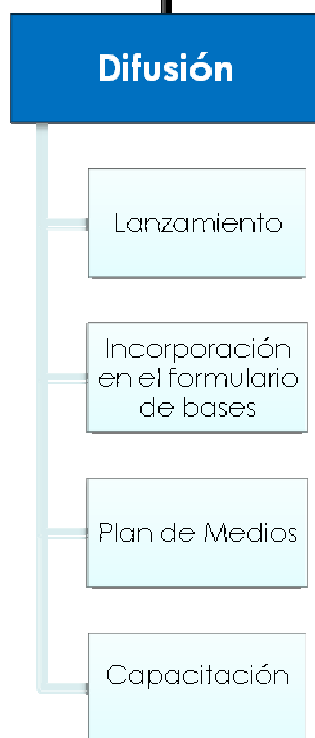 Difusión
Lanzamiento
Incorporación
en el formulario
de bases
Plan de Medios
Capacitación